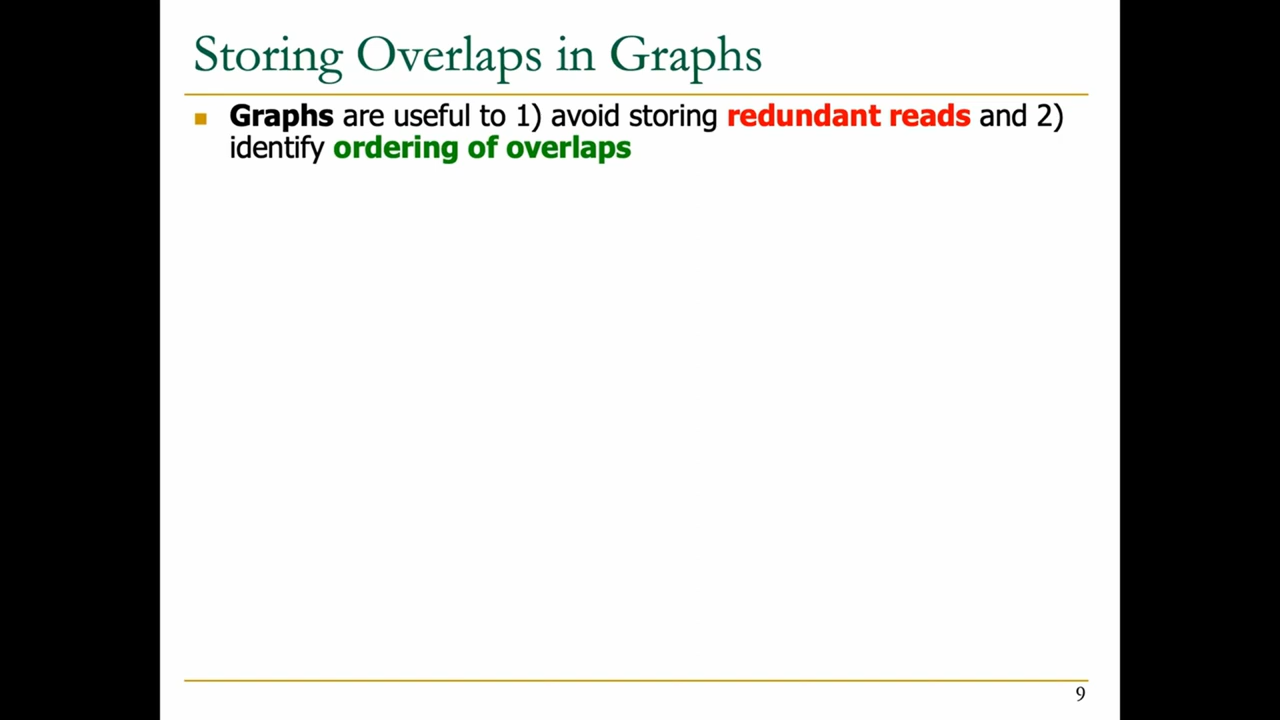 Storing Overlaps in Graphs
Graphs are useful to 1) avoid storing redundant reads and 2)
identify ordering of overlaps
9